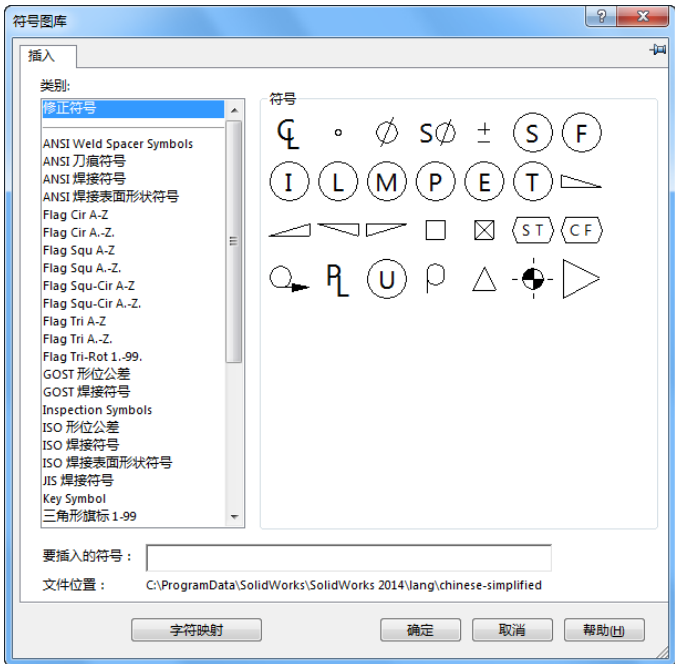 符号图库
插入
类别:
修正符号
ANSI Weld Spacer Symbols
ANSI 刀痕符号
ANSI 焊接符号
ANSI 焊接表面形状符号
Flag Cir A-Z
Flag Cir A.-Z.
Flag Squ A-Z
Flag Squ A.-Z.
Flag Squ-Cir A-Z
Flag Squ-Cir A.-Z.
Flag Tri A-Z
Flag Tri A.-Z.
Flag Tri-Rot 1.-99.
GOST 形位公差
GOST 焊接符号
Inspection Symbols
ISO 形位公差
ISO 焊接符号
ISO 焊接表面形状符号
JIS 焊接符号
Key Symbol
三角形旗标 1-99
符号
℄ ° ∅ S∅ ± Ⓢ Ⓕ
Ⓘ Ⓛ Ⓜ Ⓟ Ⓔ Ⓣ
ST CF
PL Ⓤ
要插入的符号：
文件位置： C:\ProgramData\SolidWorks\SolidWorks 2014\lang\chinese-simplified
字符映射 确定 取消 帮助(H)